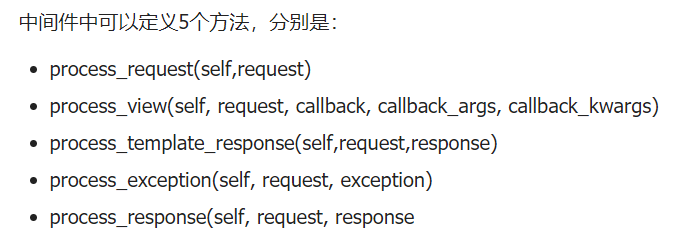 中间件中可以定义5个方法，分别是：
process_request(self,request)
process_view(self, request, callback, callback_args, callback_kwargs)
process_template_response(self,request,response)
process_exception(self, request, exception)
process_response(self, request, response